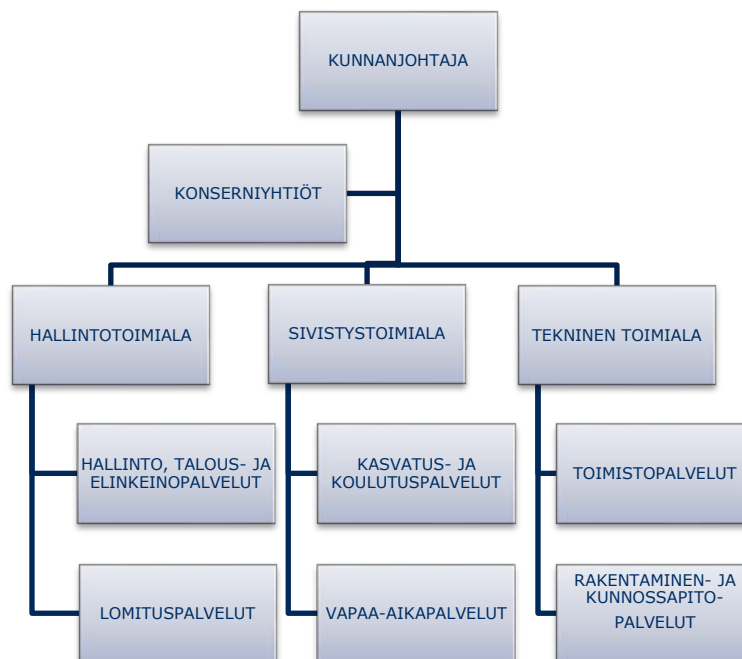 KUNNANJOHTAJA
KONSERNIYHTIÖT
HALLINTOTOIMIALA
SIVISTYSTOIMIALA
TEKNINEN TOIMIALA
HALLINTO, TALOUS- JA
ELINKEINOPALVELUT
KASVATUS- JA
KOULUTUSPALVELUT
TOIMISTOPALVELUT
LOMITUSPALVELUT
VAPAA-AIKAPALVELUT
RAKENTAMINEN- JA
KUNNOSSAPITO-
PALVELUT